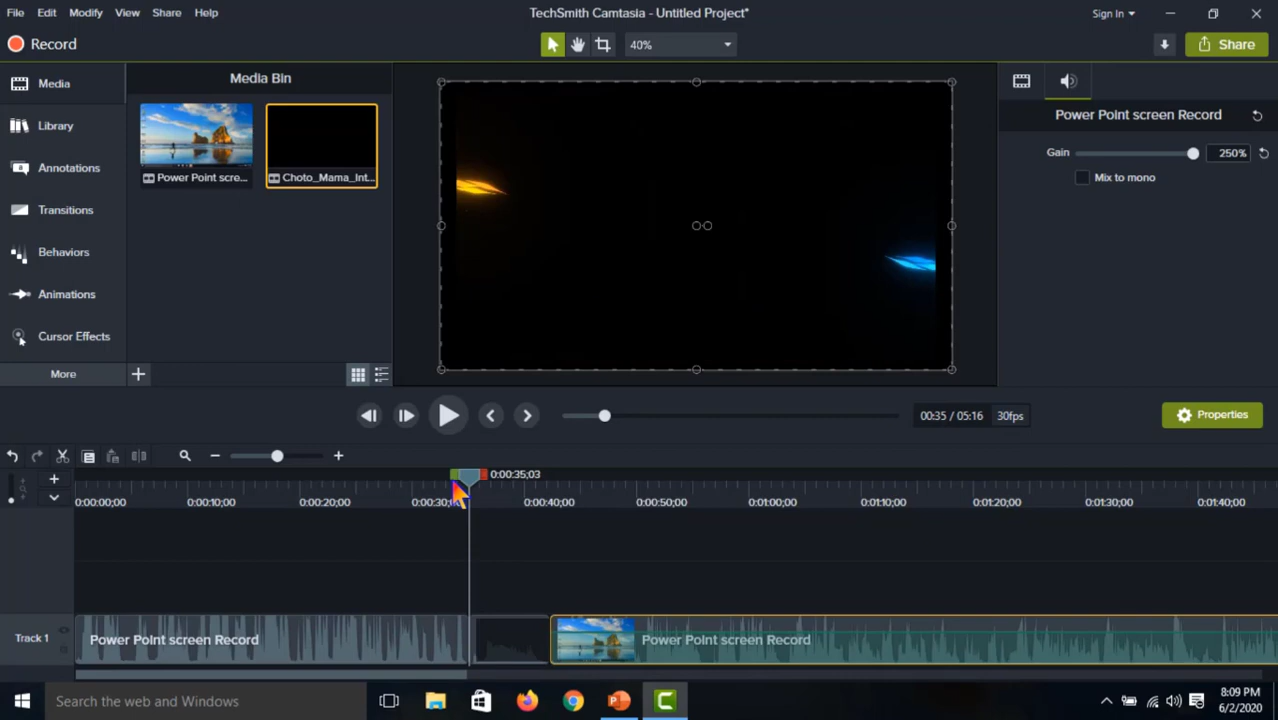 File Edit Modify View Share Help
TechSmith Camtasia - Untitled Project*
Sign In
Record
40%
Share
Media
Library
Annotations
Transitions
Behaviors
Animations
Cursor Effects
More
Media Bin
Power Point scre...
Choto_Mama_Int...
Power Point screen Record
Gain 250%
Mix to mono
00:35 / 05:16 30fps
Properties
0:00:35;03
0:00:00;00 0:00:10;00 0:00:20;00 0:00:30; 0:00:40;00 0:00:50;00 0:01:00;00 0:01:10;00 0:01:20;00 0:01:30;00 0:01:40;00
Track 1
Power Point screen Record
Power Point screen Record
Search the web and Windows
8:09 PM
6/2/2020